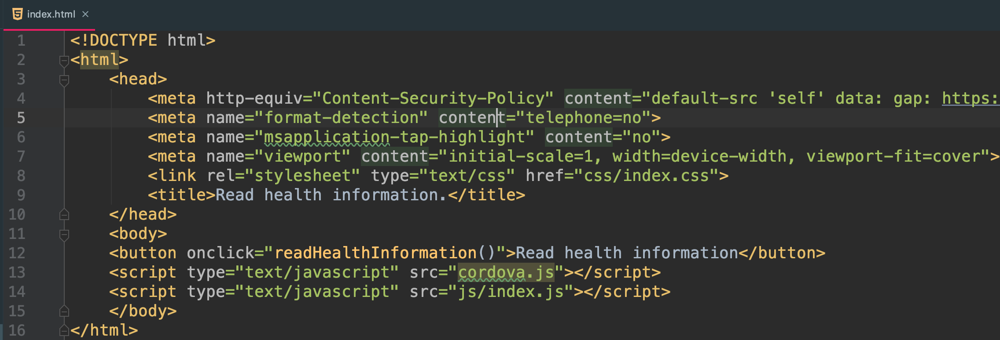 index.html
1 <!DOCTYPE html>
2 <html>
3 <head>
4 <meta http-equiv="Content-Security-Policy" content="default-src 'self' data: gap: https:
5 <meta name="format-detection" content="telephone=no">
6 <meta name="msapplication-tap-highlight" content="no">
7 <meta name="viewport" content="initial-scale=1, width=device-width, viewport-fit=cover">
8 <link rel="stylesheet" type="text/css" href="css/index.css">
9 <title>Read health information.</title>
10 </head>
11 <body>
12 <button onclick="readHealthInformation()">Read health information</button>
13 <script type="text/javascript" src="cordova.js"></script>
14 <script type="text/javascript" src="js/index.js"></script>
15 </body>
16 </html>